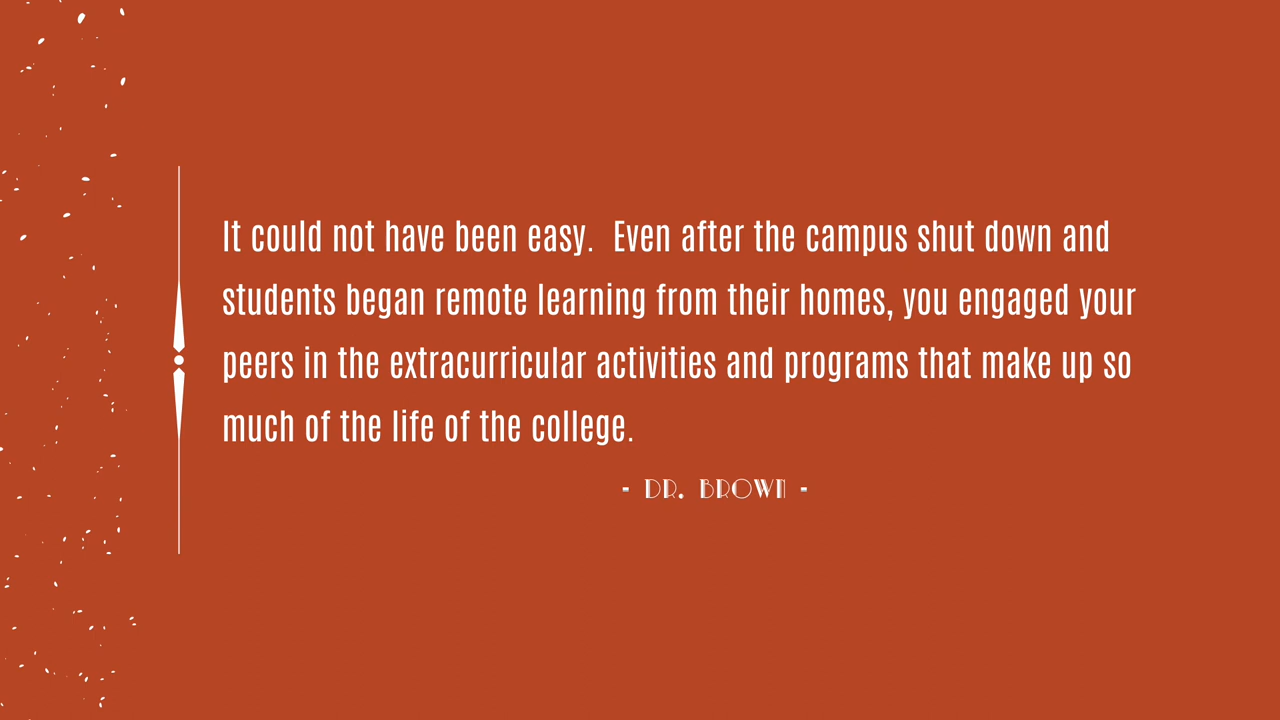 It could not have been easy.  Even after the campus shut down and
students began remote learning from their homes, you engaged your
peers in the extracurricular activities and programs that make up so
much of the life of the college.
- DR. BROWN -